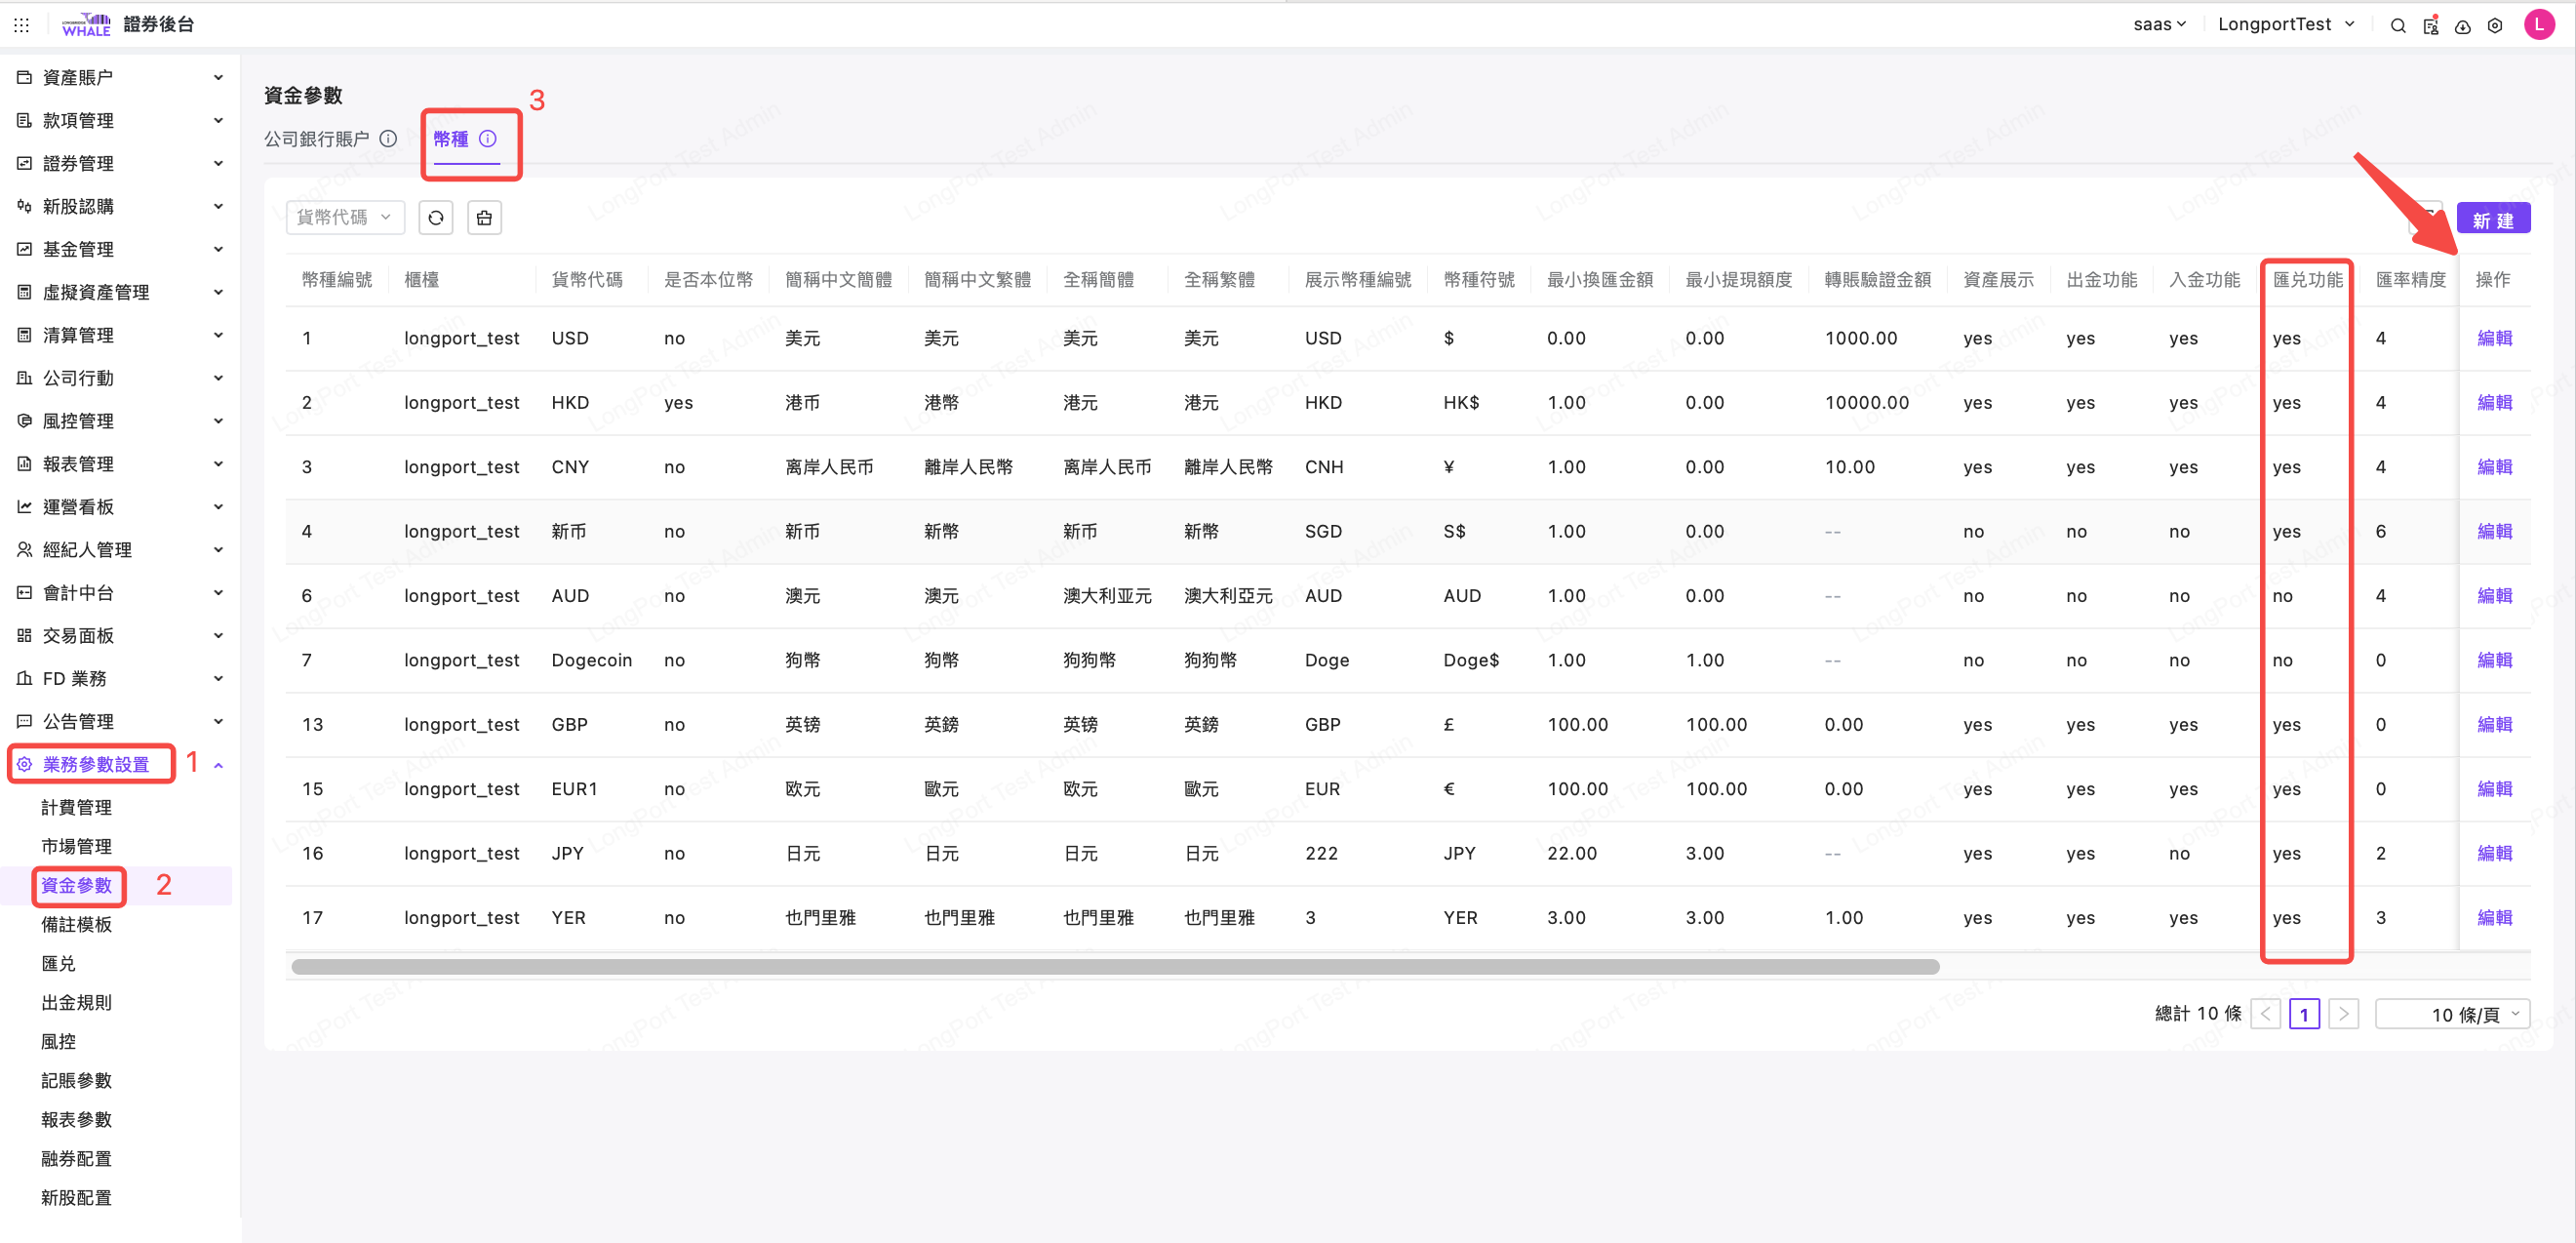 LONGBRIDGE WHALE 證券後台 saas LongportTest L
資產賬户
款項管理
證券管理
新股認購
基金管理
虛擬資產管理
清算管理
公司行動
風控管理
報表管理
運營看板
經紀人管理
會計中台
交易面板
FD 業務
公告管理
業務參數設置 1
計費管理
市場管理
資金參數 2
備註模板
匯兑
出金規則
風控
記賬參數
報表參數
融券配置
新股配置
資金參數
公司銀行賬户 幣種 3
貨幣代碼 新 建
幣種編號 櫃檯 貨幣代碼 是否本位幣 簡稱中文簡體 簡稱中文繁體 全稱簡體 全稱繁體 展示幣種編號 幣種符號 最小換匯金額 最小提現額度 轉賬驗證金額 資產展示 出金功能 入金功能 匯兑功能 匯率精度 操作
1 longport_test USD no 美元 美元 美元 美元 USD $ 0.00 0.00 1000.00 yes yes yes yes 4 編輯
2 longport_test HKD yes 港币 港幣 港元 港元 HKD HK$ 1.00 0.00 10000.00 yes yes yes yes 4 編輯
3 longport_test CNY no 离岸人民币 離岸人民幣 离岸人民币 離岸人民幣 CNH ¥ 1.00 0.00 10.00 yes yes yes yes 4 編輯
4 longport_test 新币 no 新币 新幣 新币 新幣 SGD S$ 1.00 0.00 -- no no no yes 6 編輯
6 longport_test AUD no 澳元 澳元 澳大利亚元 澳大利亞元 AUD AUD 1.00 0.00 -- no no no no 4 編輯
7 longport_test Dogecoin no 狗幣 狗幣 狗狗幣 狗狗幣 Doge Doge$ 1.00 1.00 -- no no no no 0 編輯
13 longport_test GBP no 英镑 英鎊 英镑 英鎊 GBP £ 100.00 100.00 0.00 yes yes yes yes 0 編輯
15 longport_test EUR1 no 欧元 歐元 欧元 歐元 EUR € 100.00 100.00 0.00 yes yes yes yes 0 編輯
16 longport_test JPY no 日元 日元 日元 日元 222 JPY 22.00 3.00 -- yes yes no yes 2 編輯
17 longport_test YER no 也門里雅 也門里雅 也門里雅 也門里雅 3 YER 3.00 3.00 1.00 yes yes yes yes 3 編輯
總計 10 條 1 10 條/頁
LongPort Test Admin